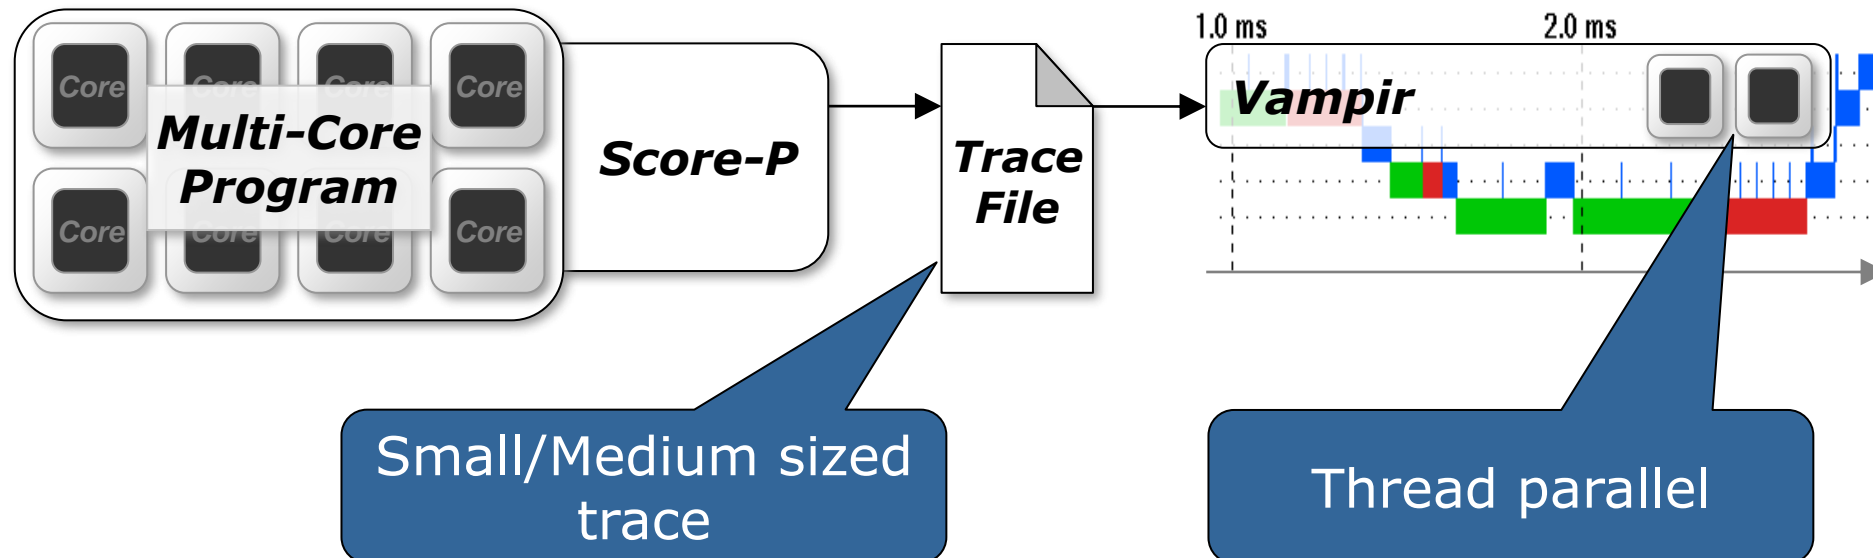 1.0 ms
2.0 ms
Core
Core
Core
Core
Multi-Core
Program
Core
Core
Core
Core
Score-P
Trace
File
Vampir
Small/Medium sized
trace
Thread parallel